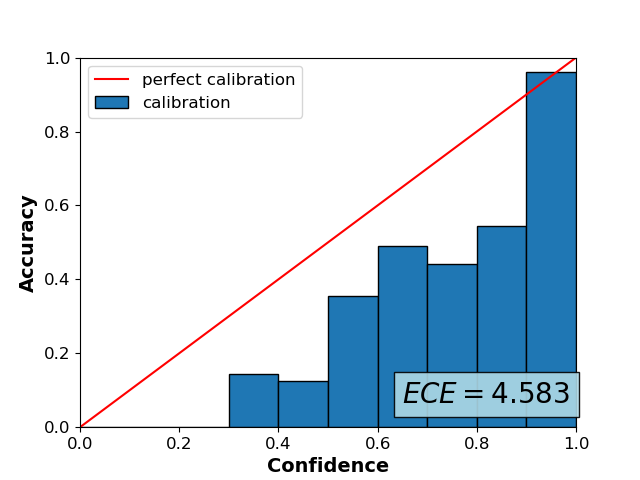 perfect calibration
calibration
1.0
0.8
0.6
0.4
0.2
0.0
Accuracy
ECE = 4.583
0.0 0.2 0.4 0.6 0.8 1.0
Confidence